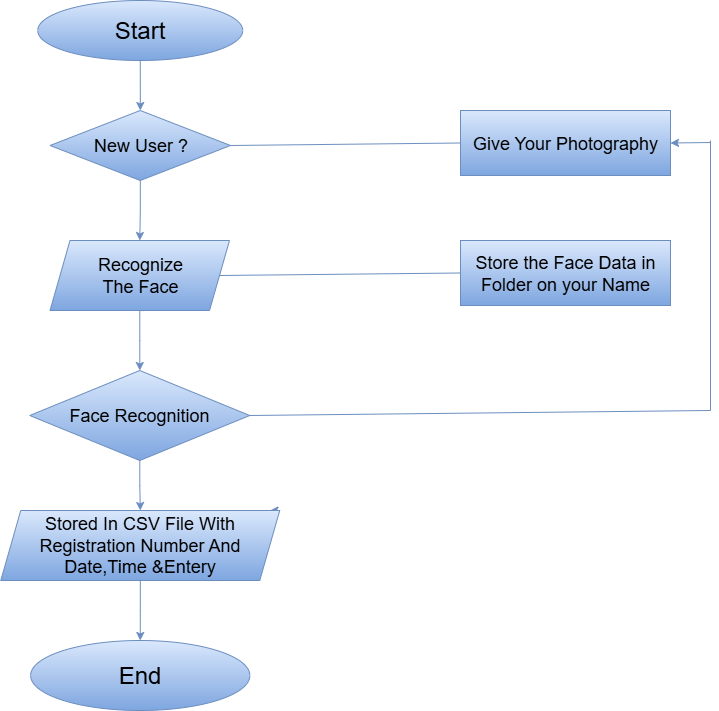 Start
New User ?
Give Your Photography
Recognize
The Face
Store the Face Data in
Folder on your Name
Face Recognition
Stored In CSV File With
Registration Number And
Date,Time &Entery
End